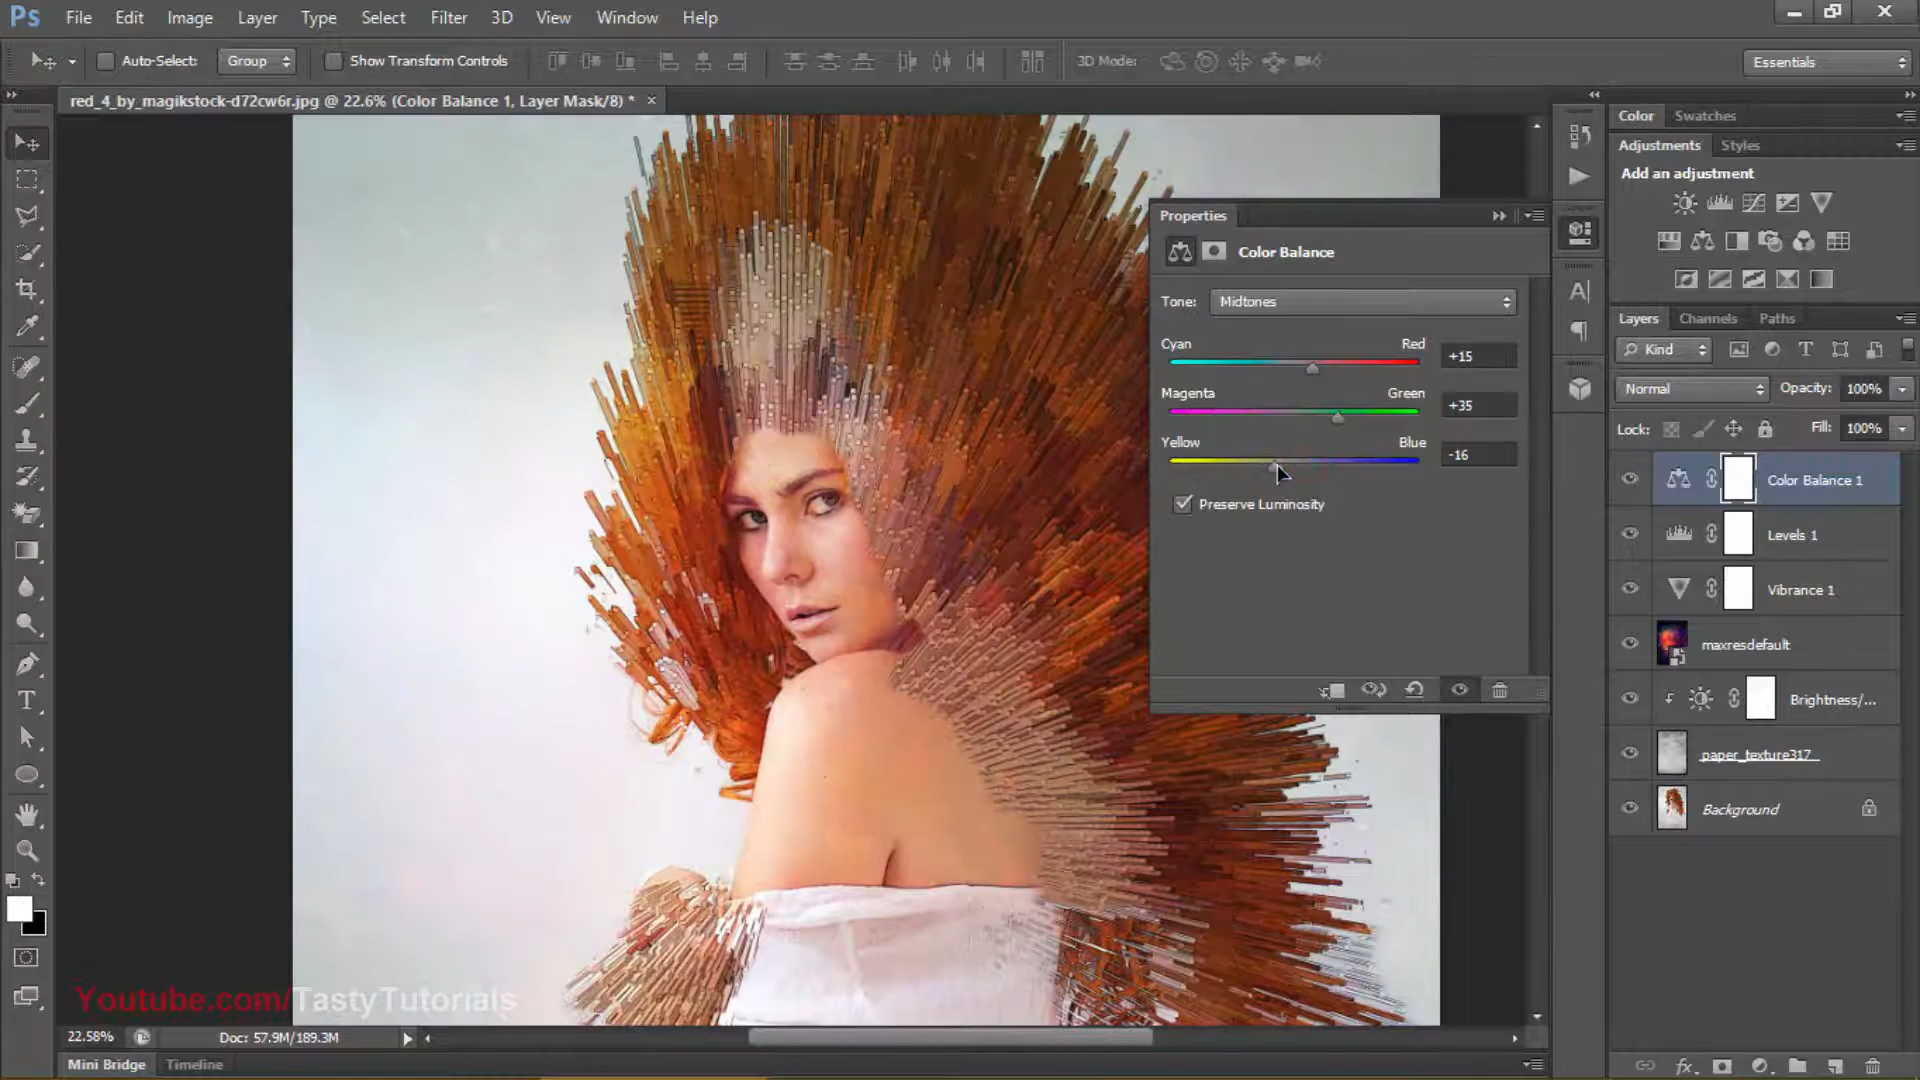 Ps File Edit Image Layer Type Select Filter 3D View Window Help
Auto-Select: Group Show Transform Controls 3D Mode: Essentials
red_4_by_magikstock-d72cw6r.jpg @ 22.6% (Color Balance 1, Layer Mask/8) * ×
Color Swatches
Adjustments Styles
Add an adjustment
Properties
Color Balance
Tone: Midtones
Cyan Red +15
Magenta Green +35
Yellow Blue -16
Preserve Luminosity
Layers Channels Paths
Kind
Normal Opacity: 100%
Lock: Fill: 100%
Color Balance 1
Levels 1
Vibrance 1
maxresdefault
Brightness/...
paper_texture317
Background
Youtube.com/TastyTutorials
22.58% Doc: 57.9M/189.3M
Mini Bridge Timeline